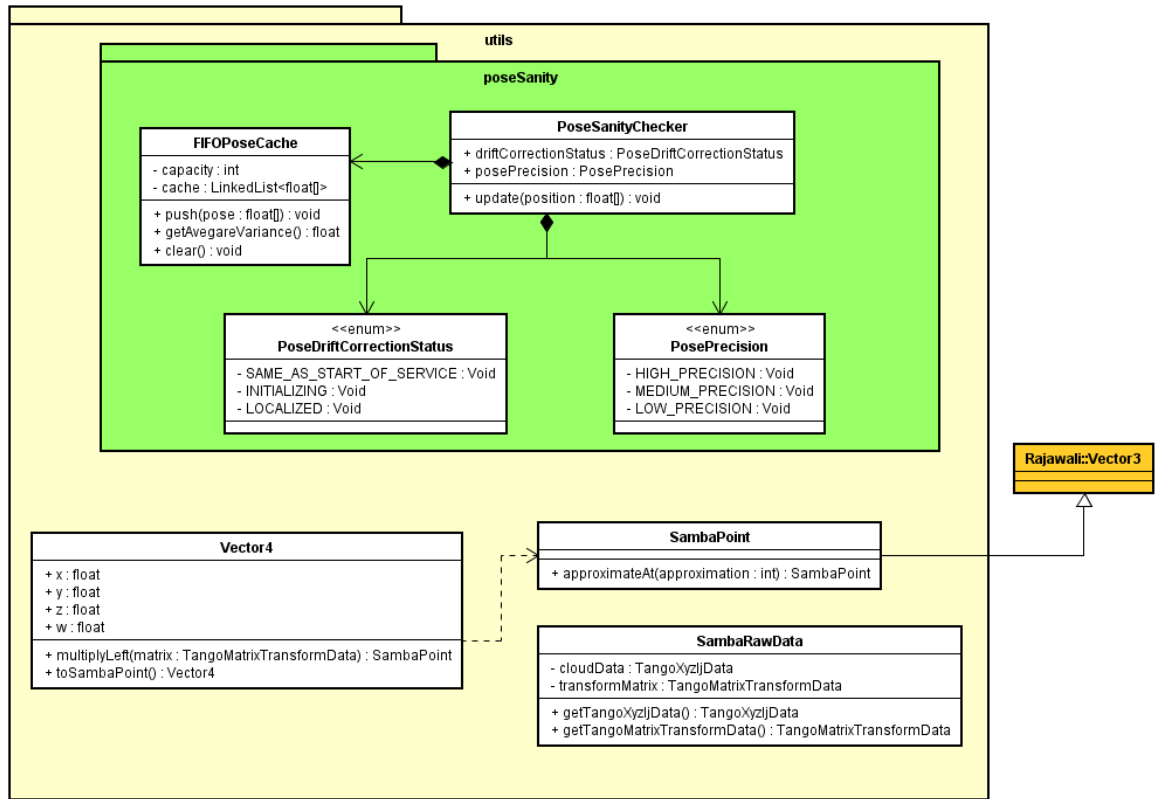 utils
poseSanity
FIFOPoseCache
- capacity : int
- cache : LinkedList<float[]>
+ push(pose : float[]) : void
+ getAvegareVariance() : float
+ clear() : void
PoseSanityChecker
+ driftCorrectionStatus : PoseDriftCorrectionStatus
+ posePrecision : PosePrecision
+ update(position : float[]) : void
<<enum>>
PoseDriftCorrectionStatus
- SAME_AS_START_OF_SERVICE : Void
- INITIALIZING : Void
- LOCALIZED : Void
<<enum>>
PosePrecision
- HIGH_PRECISION : Void
- MEDIUM_PRECISION : Void
- LOW_PRECISION : Void
Rajawali::Vector3
Vector4
+ x : float
+ y : float
+ z : float
+ w : float
+ multiplyLeft(matrix : TangoMatrixTransformData) : SambaPoint
+ toSambaPoint() : Vector4
SambaPoint
+ approximateAt(approximation : int) : SambaPoint
SambaRawData
- cloudData : TangoXyzIjData
- transformMatrix : TangoMatrixTransformData
+ getTangoXyzIjData() : TangoXyzIjData
+ getTangoMatrixTransformData() : TangoMatrixTransformData